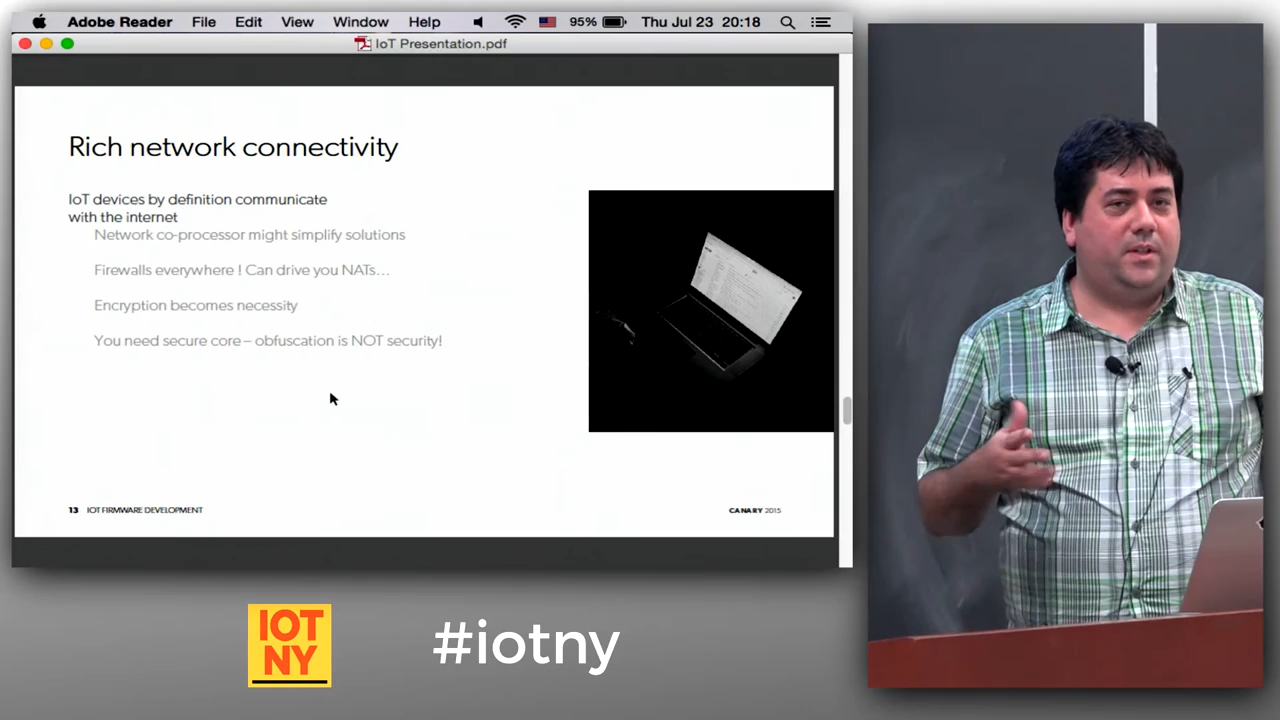 Adobe Reader File Edit View Window Help 95% Thu Jul 23 20:18
IoT Presentation.pdf
Rich network connectivity
IoT devices by definition communicate
with the internet
Network co-processor might simplify solutions
Firewalls everywhere ! Can drive you NATs...
Encryption becomes necessity
You need secure core – obfuscation is NOT security!
13 IOT FIRMWARE DEVELOPMENT
CANARY 2015
IOT
NY
#iotny